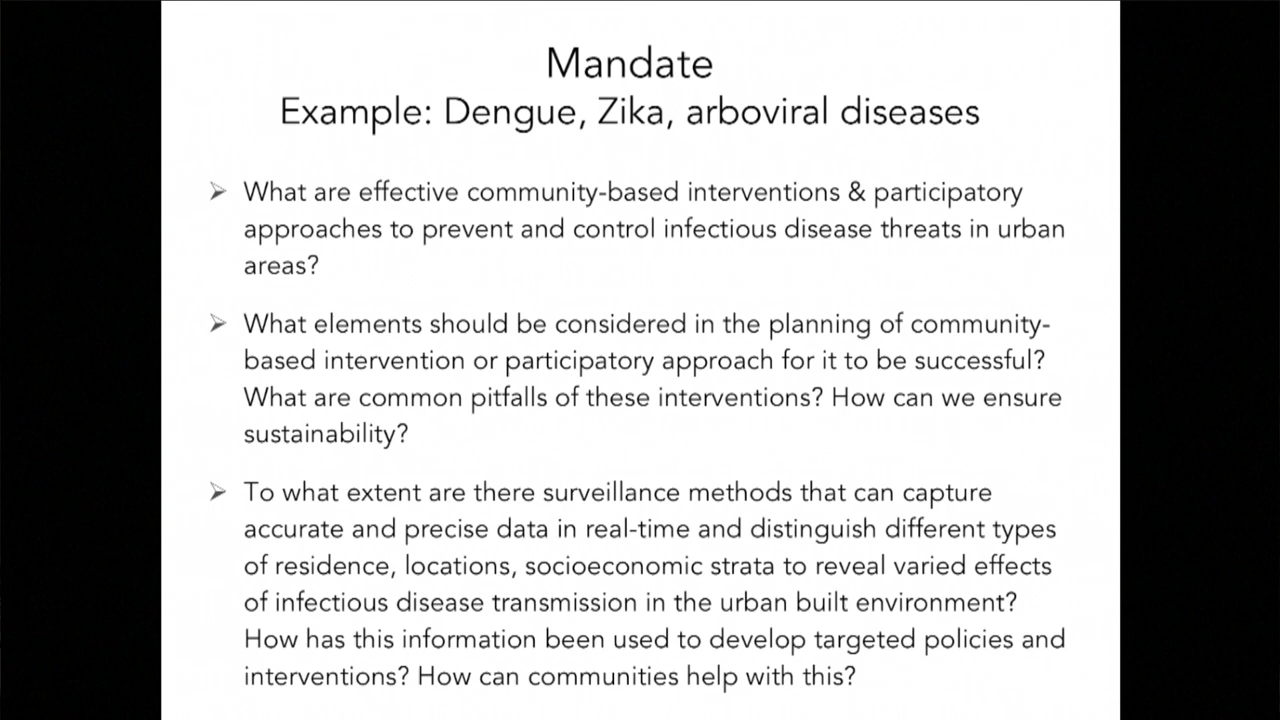 Mandate
Example: Dengue, Zika, arboviral diseases
➢ What are effective community-based interventions & participatory
approaches to prevent and control infectious disease threats in urban
areas?
➢ What elements should be considered in the planning of community-
based intervention or participatory approach for it to be successful?
What are common pitfalls of these interventions? How can we ensure
sustainability?
➢ To what extent are there surveillance methods that can capture
accurate and precise data in real-time and distinguish different types
of residence, locations, socioeconomic strata to reveal varied effects
of infectious disease transmission in the urban built environment?
How has this information been used to develop targeted policies and
interventions? How can communities help with this?